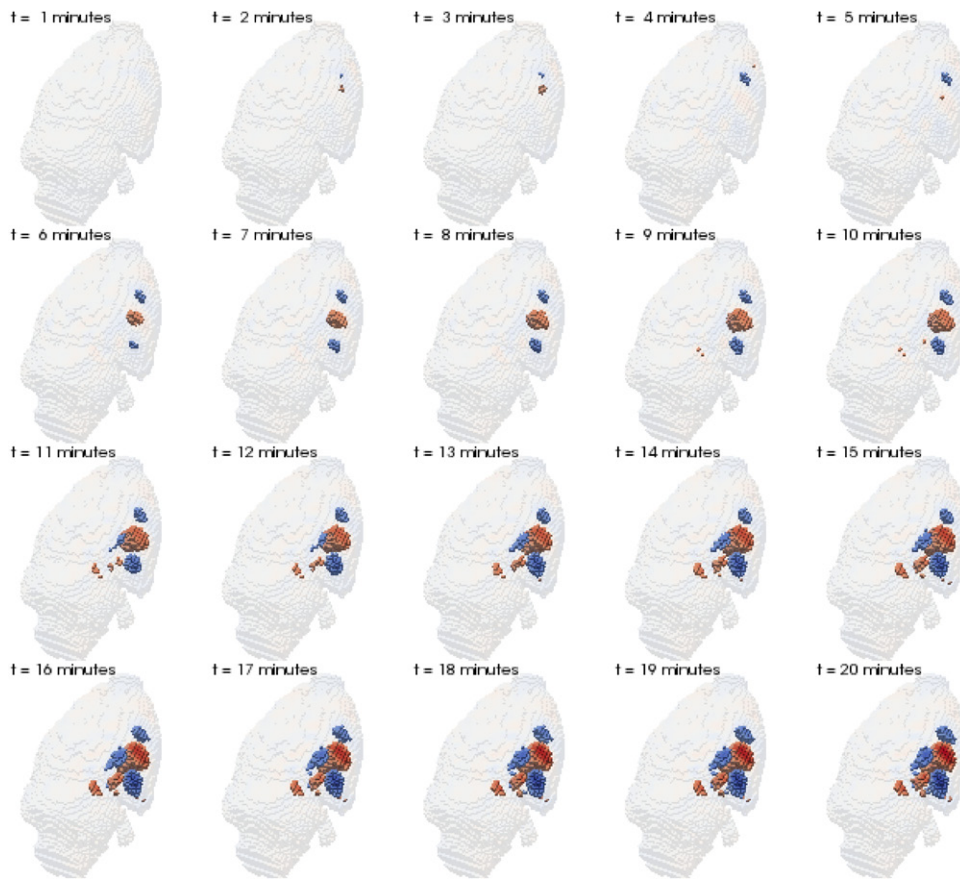 t = 1 minutes
t = 2 minutes
t = 3 minutes
t = 4 minutes
t = 5 minutes
t = 6 minutes
t = 7 minutes
t = 8 minutes
t = 9 minutes
t = 10 minutes
t = 11 minutes
t = 12 minutes
t = 13 minutes
t = 14 minutes
t = 15 minutes
t = 16 minutes
t = 17 minutes
t = 18 minutes
t = 19 minutes
t = 20 minutes